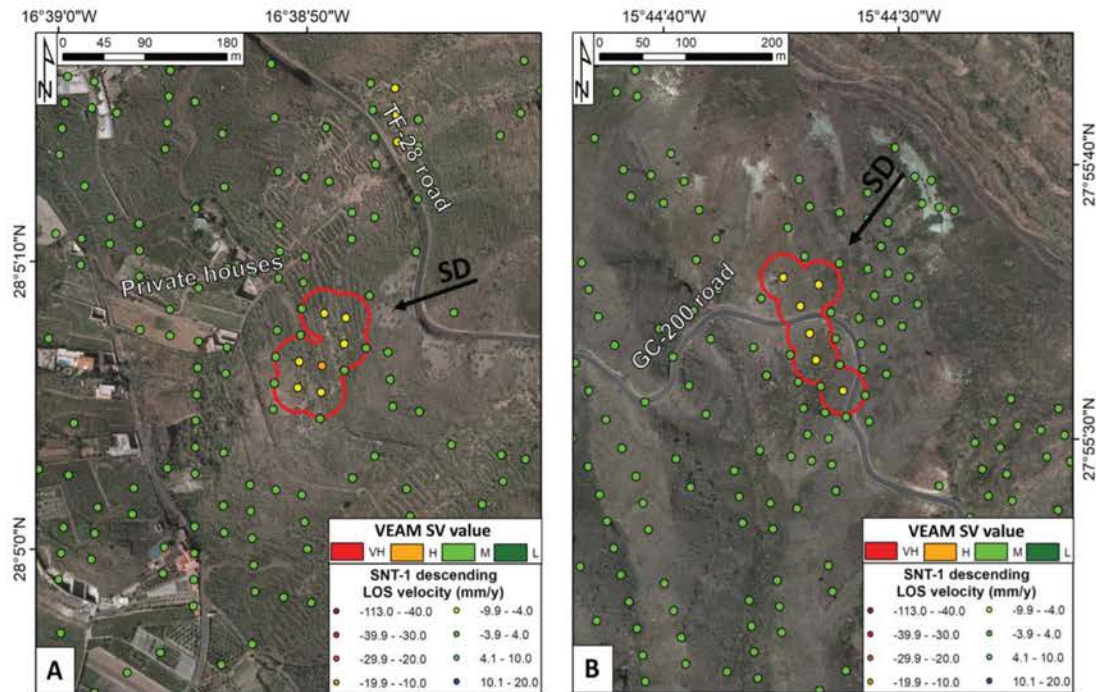 16°39'0"W
16°38'50"W
15°44'40"W
15°44'30"W
0 45 90 180
m
N
TF-28 road
SD
Private houses
28°5'10"N
28°5'0"N
VEAM SV value
VH H M L
SNT-1 descending
LOS velocity (mm/y)
-113.0 - -40.0
-9.9 - -4.0
-39.9 - -30.0
-3.9 - 4.0
-29.9 - -20.0
4.1 - 10.0
-19.9 - -10.0
10.1 - 20.0
A
0 50 100 200
m
N
SD
GC-200 road
27°55'40"N
27°55'30"N
VEAM SV value
VH H M L
SNT-1 descending
LOS velocity (mm/y)
-113.0 - -40.0
-9.9 - -4.0
-39.9 - -30.0
-3.9 - 4.0
-29.9 - -20.0
4.1 - 10.0
-19.9 - -10.0
10.1 - 20.0
B